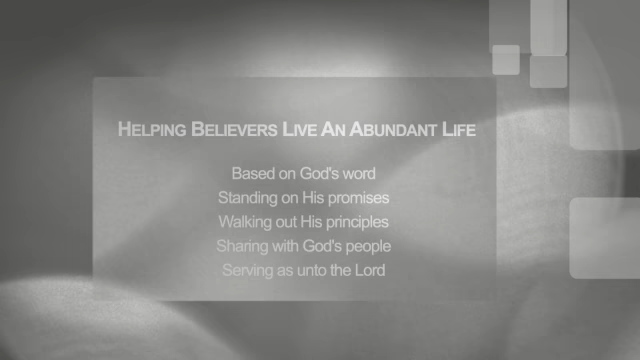 Helping Believers Live An Abundant Life
Based on God's word
Standing on His promises
Walking out His principles
Sharing with God's people
Serving as unto the Lord